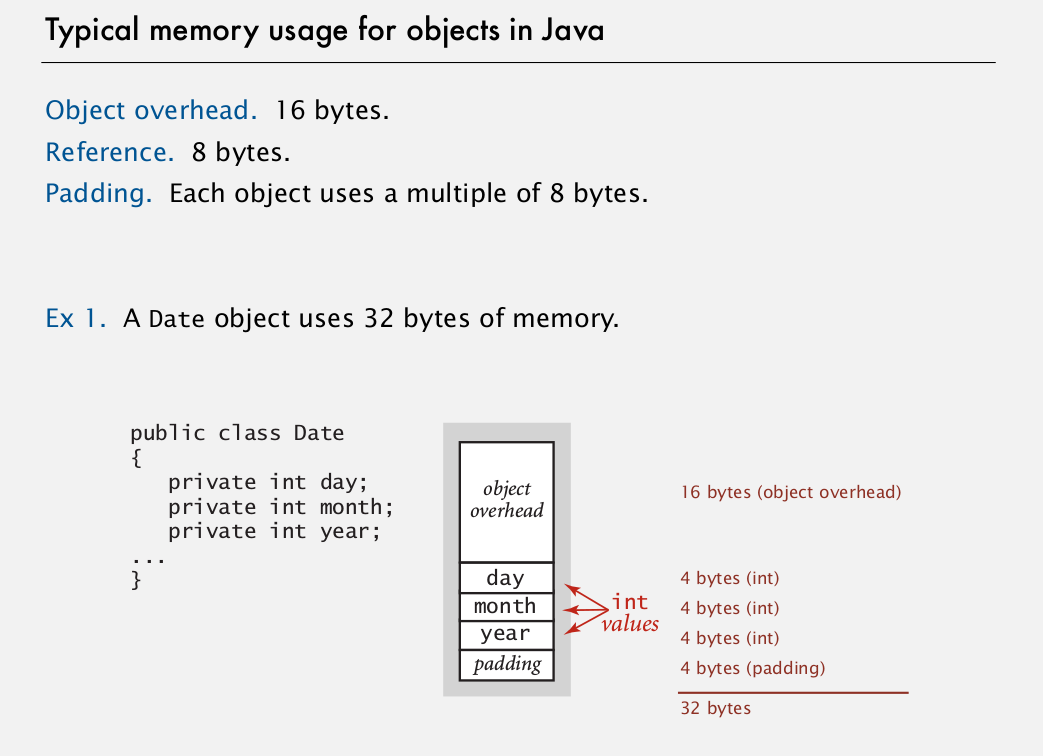 Typical memory usage for objects in Java
Object overhead. 16 bytes.
Reference. 8 bytes.
Padding. Each object uses a multiple of 8 bytes.
Ex 1. A Date object uses 32 bytes of memory.
public class Date
{
private int day;
private int month;
private int year;
...
}
object
overhead
day
month
year
padding
int
values
16 bytes (object overhead)
4 bytes (int)
4 bytes (int)
4 bytes (int)
4 bytes (padding)
32 bytes